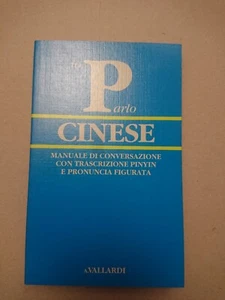 Parlo
CINESE
MANUALE DI CONVERSAZIONE
CON TRASCRIZIONE PINYIN
E PRONUNCIA FIGURATA
A.VALLARDI